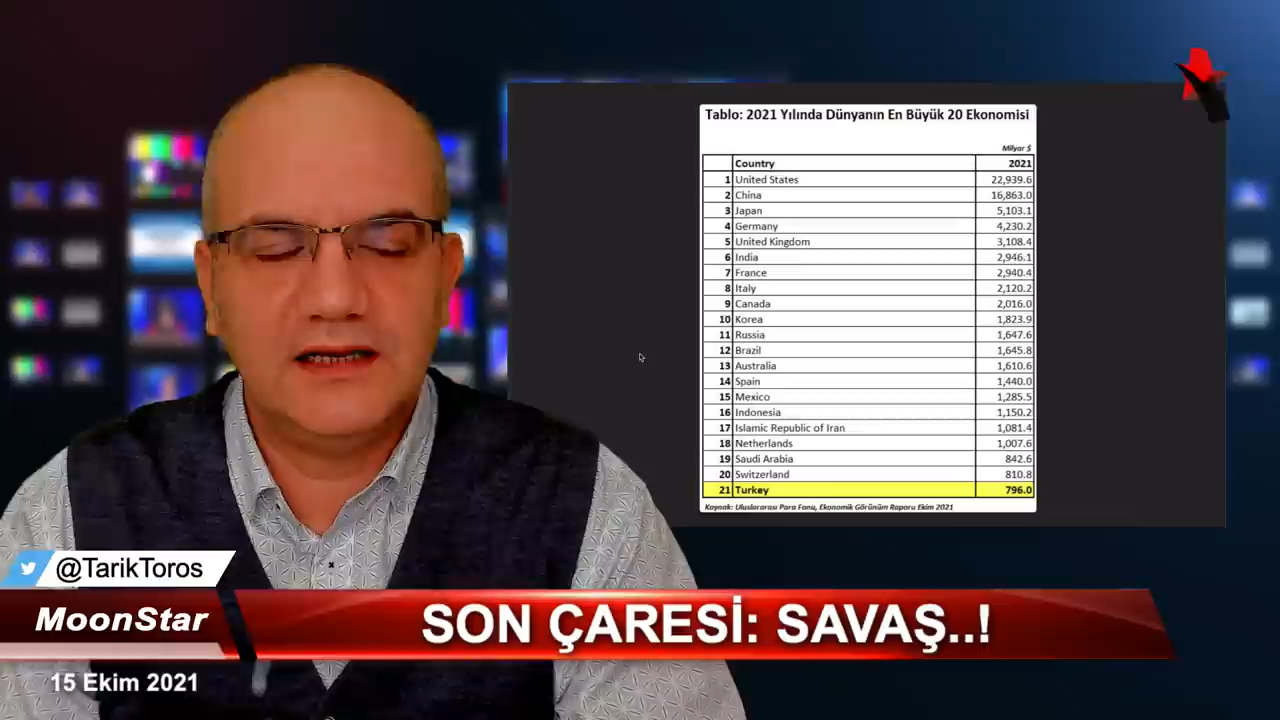 Tablo: 2021 Yılında Dünyanın En Büyük 20 Ekonomisi
Milyar $
Country 2021
1 United States 22,939.6
2 China 16,863.0
3 Japan 5,103.1
4 Germany 4,230.2
5 United Kingdom 3,108.4
6 India 2,946.1
7 France 2,940.4
8 Italy 2,120.2
9 Canada 2,016.0
10 Korea 1,823.9
11 Russia 1,647.6
12 Brazil 1,645.8
13 Australia 1,610.6
14 Spain 1,440.0
15 Mexico 1,285.5
16 Indonesia 1,150.2
17 Islamic Republic of Iran 1,081.4
18 Netherlands 1,007.6
19 Saudi Arabia 842.6
20 Switzerland 810.8
21 Turkey 796.0
Kaynak: Uluslararası Para Fonu, Ekonomik Görünüm Raporu Ekim 2021
@TarikToros
MoonStar
SON ÇARESİ: SAVAŞ..!
15 Ekim 2021